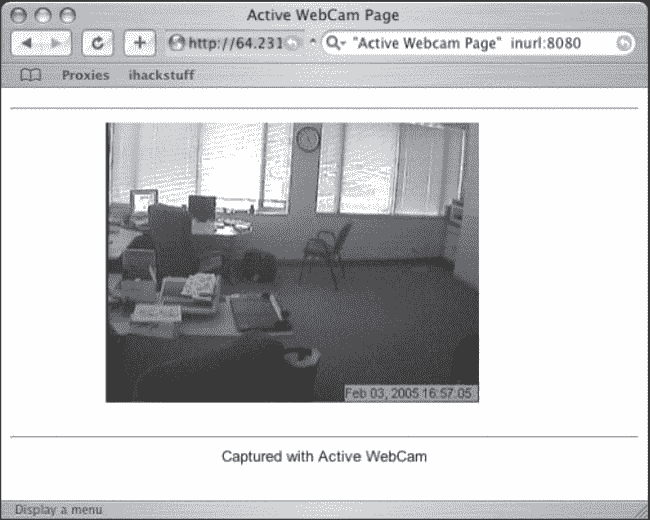 Active WebCam Page
http://64.231 "Active Webcam Page" inurl:8080
Proxies ihackstuff
Feb 03, 2005 16:57:05
Captured with Active WebCam
Display a menu